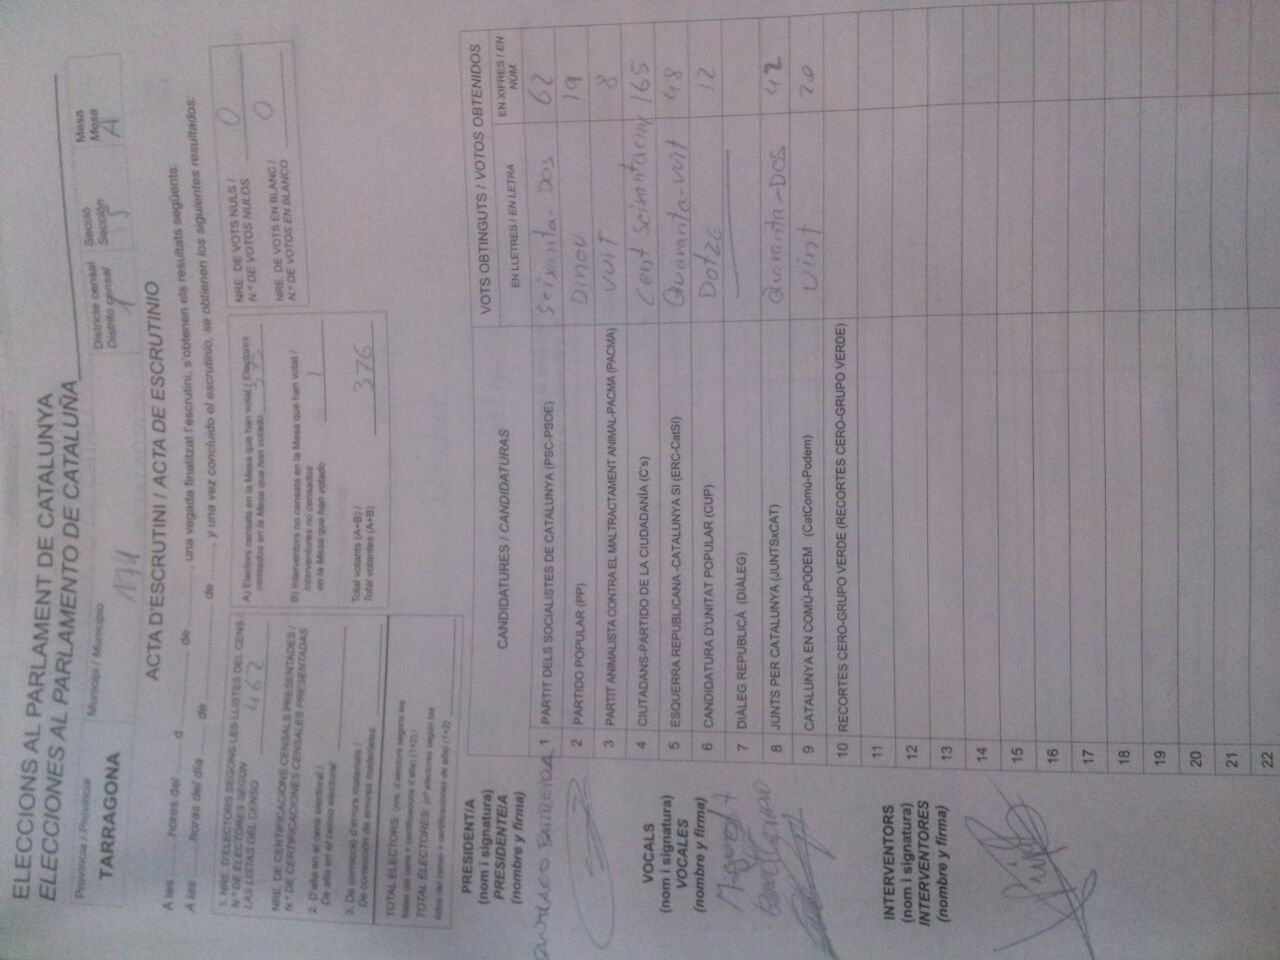 ELECCIONS AL PARLAMENT DE CATALUNYA
ELECCIONES AL PARLAMENTO DE CATALUÑA
Província / Provincia
TARRAGONA
Municipi / Municipio
171
Districte censal
Distrito censal
1
Secció
Sección
5
Mesa
Mesa
A
ACTA D'ESCRUTINI / ACTA DE ESCRUTINIO
A les hores del d de una vegada finalitzat l'escrutini, s'obtenen els resultats següents:
A las horas del día de de , y una vez concluido el escrutinio, se obtienen los siguientes resultados:
1. NRE. D'ELECTORS SEGONS LES LLISTES DEL CENS /
N.º DE ELECTORES SEGÚN
LAS LISTAS DEL CENSO
462
NRE. DE CERTIFICACIONS CENSALS PRESENTADES /
N.º DE CERTIFICACIONES CENSALES PRESENTADAS
2. D'alta en el cens electoral /
De alta en el censo electoral:
3. De correcció d'errors materials /
De corrección de errores materiales:
TOTAL ELECTORS: (nre. d'electors segons les
llistes del cens + certificacions d'alta) (1+2) /
TOTAL ELECTORES: (nº electores según las
listas del censo + certificaciones de alta) (1+2)
A) Electors censats en la Mesa que han votat / Electores
censados en la Mesa que han votado 375
B) Interventors no censats en la Mesa que han votat /
Interventores no censados
en la Mesa que han votado 1
Total votants (A+B) /
Total votantes (A+B) 376
NRE. DE VOTS NULS /
N.º DE VOTOS NULOS 0
NRE. DE VOTS EN BLANC /
N.º DE VOTOS EN BLANCO 0
PRESIDENT/A
(nom i signatura)
PRESIDENTE/A
(nombre y firma)
VOCALS
(nom i signatura)
VOCALES
(nombre y firma)
INTERVENTORS
(nom i signatura)
INTERVENTORES
(nombre y firma)
CANDIDATURES / CANDIDATURAS
VOTS OBTINGUTS / VOTOS OBTENIDOS
EN LLETRES / EN LETRA
EN XIFRES / EN
NÚM.
1 PARTIT DELS SOCIALISTES DE CATALUNYA (PSC-PSOE) Seixanta-Dos 62
2 PARTIDO POPULAR (PP) Dinou 19
3 PARTIT ANIMALISTA CONTRA EL MALTRACTAMENT ANIMAL-PACMA (PACMA) Vuit 8
4 CIUTADANS-PARTIDO DE LA CIUDADANÍA (C's) Cent 165
5 ESQUERRA REPUBLICANA -CATALUNYA SÍ (ERC-CatSÍ) Quaranta-vuit 48
6 CANDIDATURA D'UNITAT POPULAR (CUP) Dotze 12
7 DIÀLEG REPUBLICÀ (DIÀLEG)
8 JUNTS PER CATALUNYA (JUNTSxCAT) Quaranta-DOS 42
9 CATALUNYA EN COMÚ-PODEM (CatComú-Podem) Vint 20
10 RECORTES CERO-GRUPO VERDE (RECORTES CERO-GRUPO VERDE)
11
12
13
14
15
16
17
18
19
20
21
22